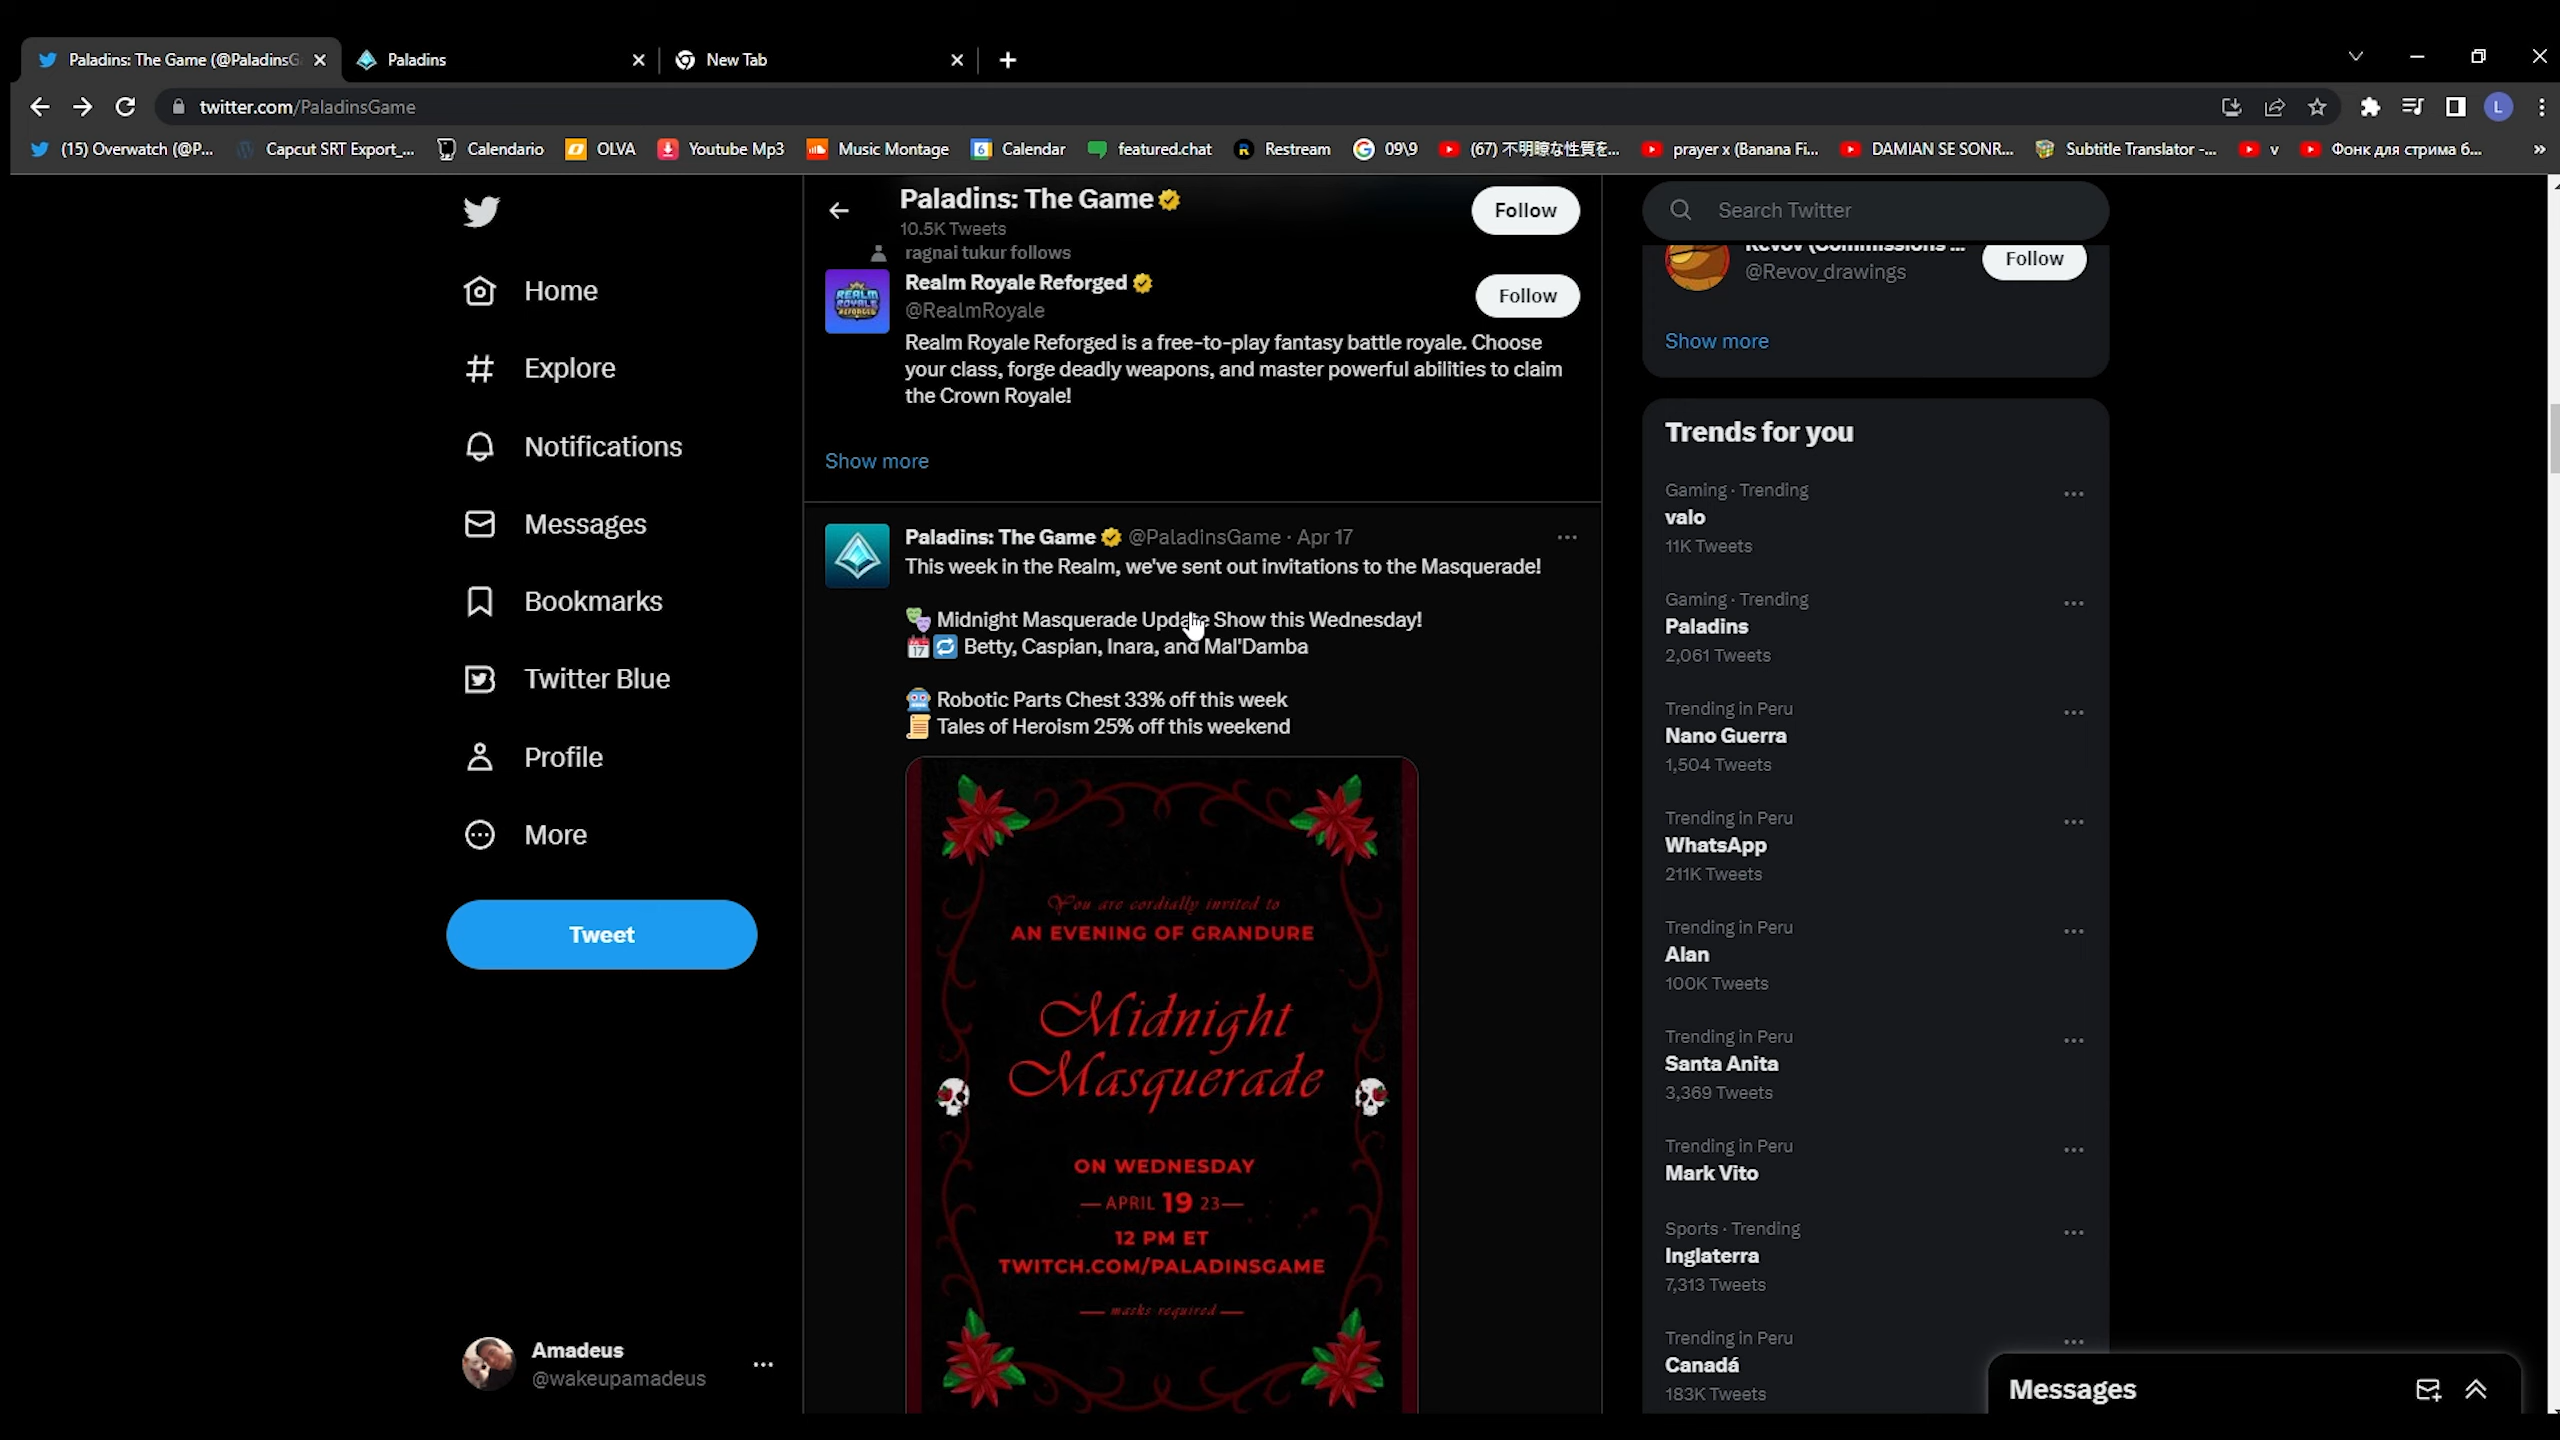 Paladins: The Game (@PaladinsG
Paladins
New Tab
twitter.com/PaladinsGame
(15) Overwatch (@P...
Capcut SRT Export_...
Calendario
OLVA
Youtube Mp3
Music Montage
Calendar
featured.chat
Restream
09\9
(67) 不明瞭な性質を...
prayer x (Banana Fi...
DAMIAN SE SONR...
Subtitle Translator -...
v
Фонк для стрима б...
Home
Explore
Notifications
Messages
Bookmarks
Twitter Blue
Profile
More
Tweet
Amadeus
@wakeupamadeus
Paladins: The Game
10.5K Tweets
Follow
ragnai tukur follows
Realm Royale Reforged
@RealmRoyale
Follow
REALM
ROYALE
REFORGED
Realm Royale Reforged is a free-to-play fantasy battle royale. Choose
your class, forge deadly weapons, and master powerful abilities to claim
the Crown Royale!
Show more
Paladins: The Game @PaladinsGame · Apr 17
This week in the Realm, we've sent out invitations to the Masquerade!
🎭 Midnight Masquerade Update Show this Wednesday!
📅🔁 Betty, Caspian, Inara, and Mal'Damba
🤖 Robotic Parts Chest 33% off this week
📜 Tales of Heroism 25% off this weekend
You are cordially invited to
AN EVENING OF GRANDURE
Midnight
Masquerade
ON WEDNESDAY
— APRIL 19 23 —
12 PM ET
TWITCH.COM/PALADINSGAME
— masks required —
Search Twitter
Revov (Commissions ...
@Revov_drawings
Follow
Show more
Trends for you
Gaming · Trending
valo
11K Tweets
Gaming · Trending
Paladins
2,061 Tweets
Trending in Peru
Nano Guerra
1,504 Tweets
Trending in Peru
WhatsApp
211K Tweets
Trending in Peru
Alan
100K Tweets
Trending in Peru
Santa Anita
3,369 Tweets
Trending in Peru
Mark Vito
Sports · Trending
Inglaterra
7,313 Tweets
Trending in Peru
Canadá
183K Tweets
Messages